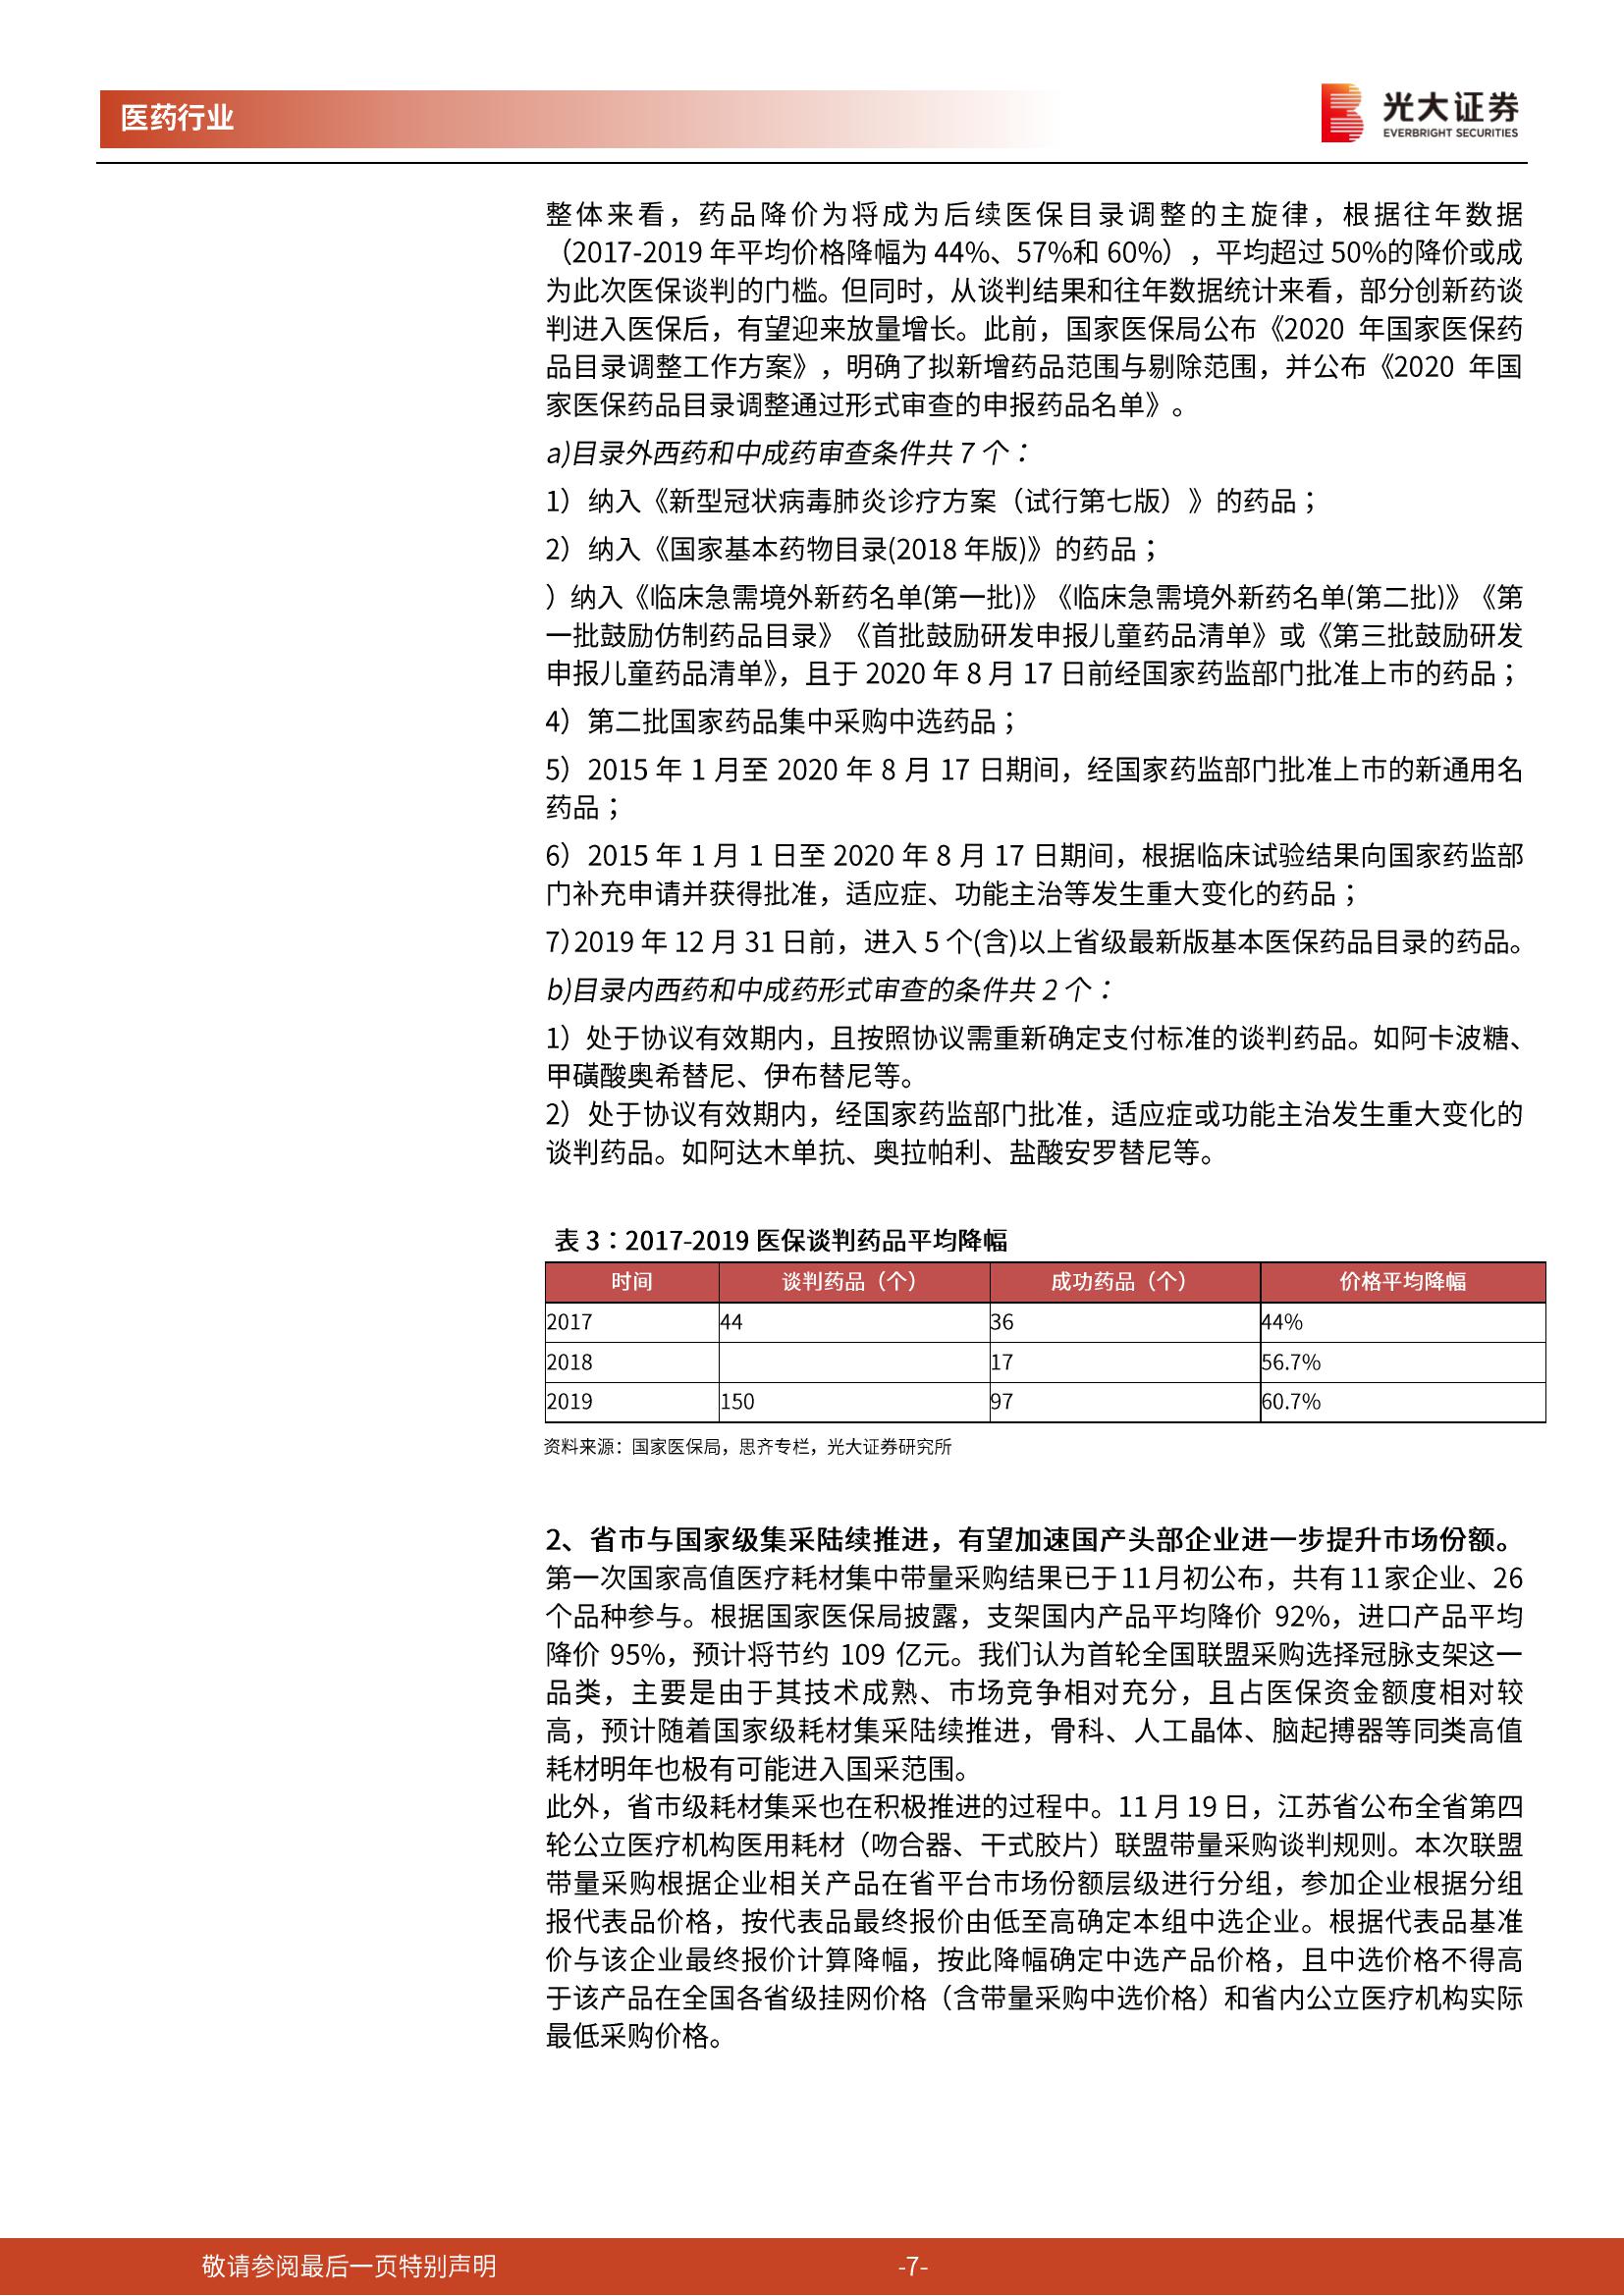 医药行业
光大证券
EVERBRIGHT SECURITIES
整体来看，药品降价为将成为后续医保目录调整的主旋律，根据往年数据
（2017-2019 年平均价格降幅为 44%、57%和 60%），平均超过 50%的降价或成
为此次医保谈判的门槛。但同时，从谈判结果和往年数据统计来看，部分创新药谈
判进入医保后，有望迎来放量增长。此前，国家医保局公布《2020 年国家医保药
品目录调整工作方案》，明确了拟新增药品范围与剔除范围，并公布《2020 年国
家医保药品目录调整通过形式审查的申报药品名单》。
a)目录外西药和中成药审查条件共 7 个：
1）纳入《新型冠状病毒肺炎诊疗方案（试行第七版）》的药品；
2）纳入《国家基本药物目录(2018 年版)》的药品；
）纳入《临床急需境外新药名单(第一批)》《临床急需境外新药名单(第二批)》《第
一批鼓励仿制药品目录》《首批鼓励研发申报儿童药品清单》或《第三批鼓励研发
申报儿童药品清单》，且于 2020 年 8 月 17 日前经国家药监部门批准上市的药品；
4）第二批国家药品集中采购中选药品；
5）2015 年 1 月至 2020 年 8 月 17 日期间，经国家药监部门批准上市的新通用名
药品；
6）2015 年 1 月 1 日至 2020 年 8 月 17 日期间，根据临床试验结果向国家药监部
门补充申请并获得批准，适应症、功能主治等发生重大变化的药品；
7）2019 年 12 月 31 日前，进入 5 个(含)以上省级最新版基本医保药品目录的药品。
b)目录内西药和中成药形式审查的条件共 2 个：
1）处于协议有效期内，且按照协议需重新确定支付标准的谈判药品。如阿卡波糖、
甲磺酸奥希替尼、伊布替尼等。
2）处于协议有效期内，经国家药监部门批准，适应症或功能主治发生重大变化的
谈判药品。如阿达木单抗、奥拉帕利、盐酸安罗替尼等。
表 3：2017-2019 医保谈判药品平均降幅
时间 谈判药品（个） 成功药品（个） 价格平均降幅
2017 44 36 44%
2018 17 56.7%
2019 150 97 60.7%
资料来源：国家医保局，思齐专栏，光大证券研究所
2、省市与国家级集采陆续推进，有望加速国产头部企业进一步提升市场份额。
第一次国家高值医疗耗材集中带量采购结果已于11月初公布，共有11家企业、26
个品种参与。根据国家医保局披露，支架国内产品平均降价 92%，进口产品平均
降价 95%，预计将节约 109 亿元。我们认为首轮全国联盟采购选择冠脉支架这一
品类，主要是由于其技术成熟、市场竞争相对充分，且占医保资金额度相对较
高，预计随着国家级耗材集采陆续推进，骨科、人工晶体、脑起搏器等同类高值
耗材明年也极有可能进入国采范围。
此外，省市级耗材集采也在积极推进的过程中。11 月 19 日，江苏省公布全省第四
轮公立医疗机构医用耗材（吻合器、干式胶片）联盟带量采购谈判规则。本次联盟
带量采购根据企业相关产品在省平台市场份额层级进行分组，参加企业根据分组
报代表品价格，按代表品最终报价由低至高确定本组中选企业。根据代表品基准
价与该企业最终报价计算降幅，按此降幅确定中选产品价格，且中选价格不得高
于该产品在全国各省级挂网价格（含带量采购中选价格）和省内公立医疗机构实际
最低采购价格。
敬请参阅最后一页特别声明
-7-